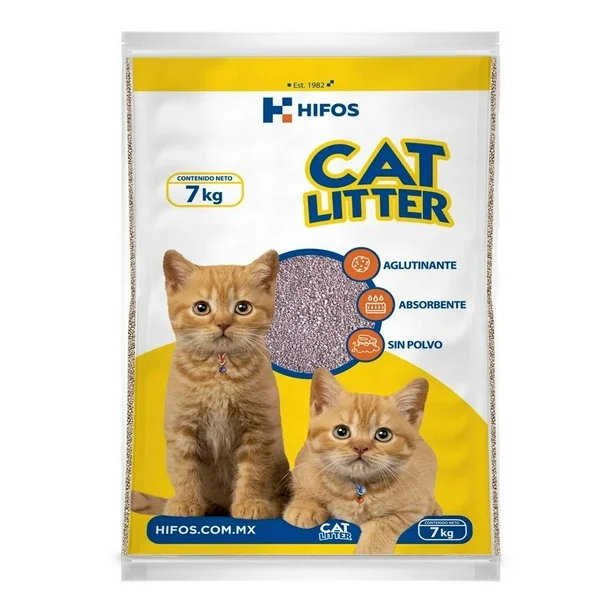 Est. 1982
HIFOS
CAT
LITTER
CONTENIDO NETO
7 kg
AGLUTINANTE
ABSORBENTE
SIN POLVO
HIFOS.COM.MX
CAT
LITTER
CONTENIDO NETO
7 kg